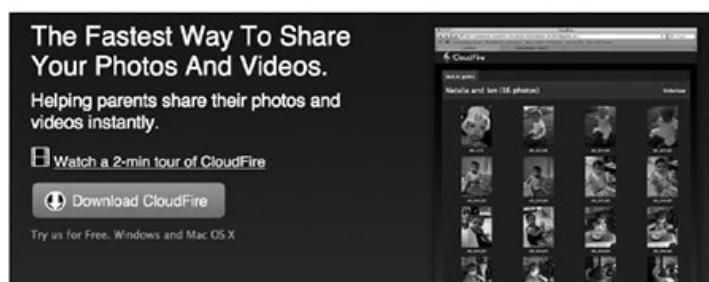 The Fastest Way To Share
Your Photos And Videos.
Helping parents share their photos and
videos instantly.
Watch a 2-min tour of CloudFire
Download CloudFire
Try us for Free. Windows and Mac OS X
CloudFire
Natalie and Ian (16 photos)
Slideshow